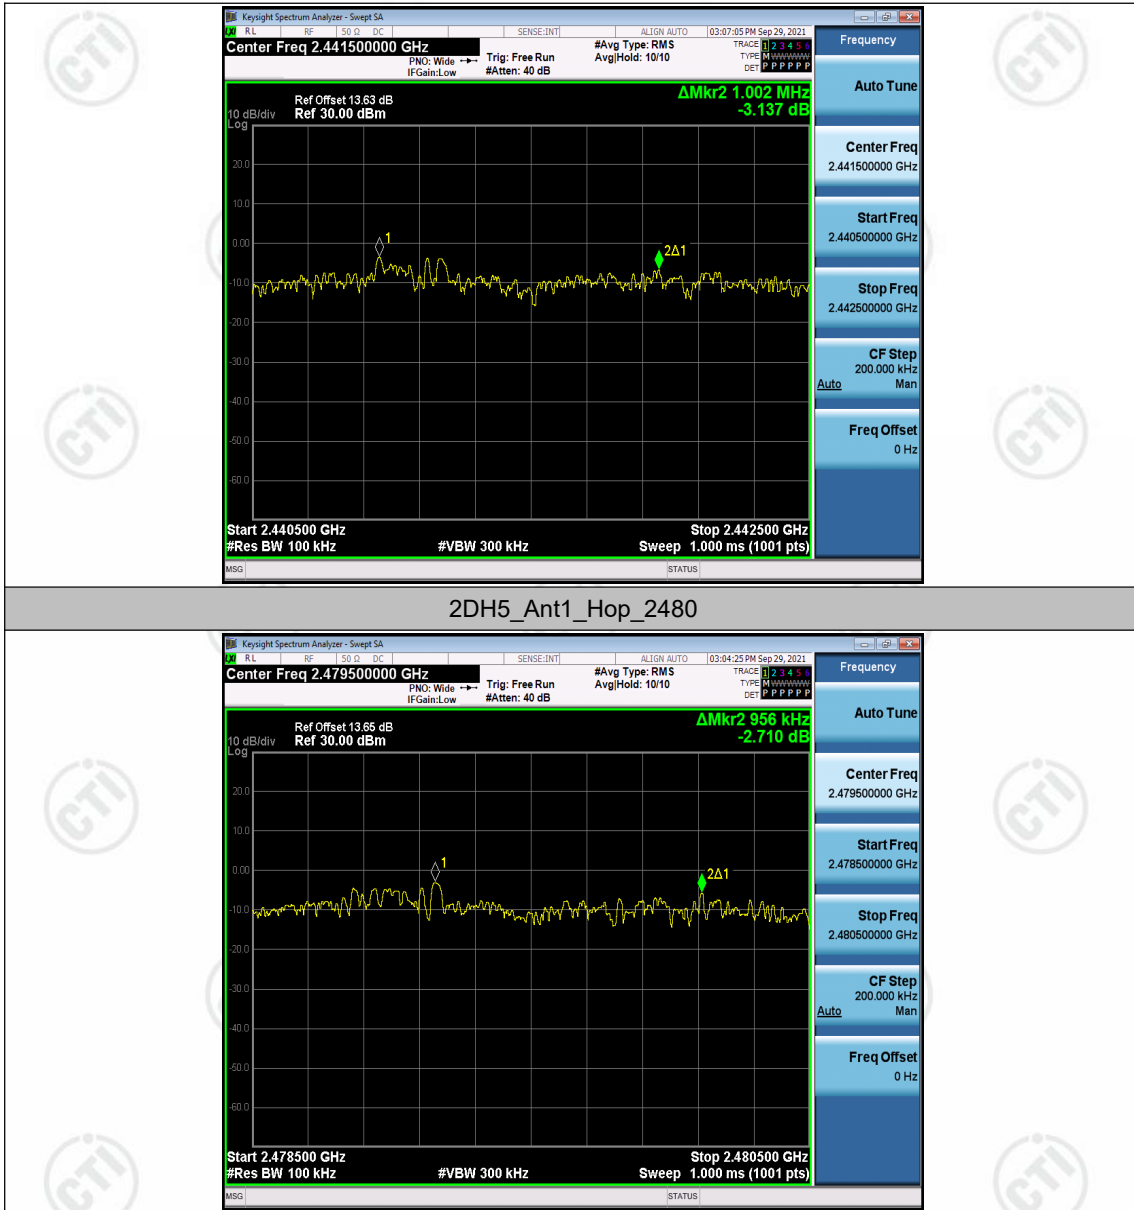 Keysight Spectrum Analyzer - Swept SA
LXI RL RF 50 Ω DC SENSE:INT ALIGN AUTO 03:07:05 PM Sep 29, 2021
Center Freq 2.441500000 GHz
PNO: Wide
IFGain:Low
Trig: Free Run
#Atten: 40 dB
#Avg Type: RMS
Avg|Hold: 10/10
TRACE 1 2 3 4 5 6
TYPE M W W W W W
DET P P P P P P
ΔMkr2 1.002 MHz
-3.137 dB
Ref Offset 13.63 dB
10 dB/div Ref 30.00 dBm
Log
20.0
10.0
0.00
-10.0
-20.0
-30.0
-40.0
-50.0
-60.0
1
2Δ1
Start 2.440500 GHz Stop 2.442500 GHz
#Res BW 100 kHz #VBW 300 kHz Sweep 1.000 ms (1001 pts)
MSG STATUS
Frequency
Auto Tune
Center Freq
2.441500000 GHz
Start Freq
2.440500000 GHz
Stop Freq
2.442500000 GHz
CF Step
200.000 kHz
Auto Man
Freq Offset
0 Hz
2DH5_Ant1_Hop_2480
Keysight Spectrum Analyzer - Swept SA
LXI RL RF 50 Ω DC SENSE:INT ALIGN AUTO 03:04:25 PM Sep 29, 2021
Center Freq 2.479500000 GHz
PNO: Wide
IFGain:Low
Trig: Free Run
#Atten: 40 dB
#Avg Type: RMS
Avg|Hold: 10/10
TRACE 1 2 3 4 5 6
TYPE M W W W W W
DET P P P P P P
ΔMkr2 956 kHz
-2.710 dB
Ref Offset 13.65 dB
10 dB/div Ref 30.00 dBm
Log
20.0
10.0
0.00
-10.0
-20.0
-30.0
-40.0
-50.0
-60.0
1
2Δ1
Start 2.478500 GHz Stop 2.480500 GHz
#Res BW 100 kHz #VBW 300 kHz Sweep 1.000 ms (1001 pts)
MSG STATUS
Frequency
Auto Tune
Center Freq
2.479500000 GHz
Start Freq
2.478500000 GHz
Stop Freq
2.480500000 GHz
CF Step
200.000 kHz
Auto Man
Freq Offset
0 Hz
CTI
CTI
CTI
CTI
CTI
CTI
CTI
CTI